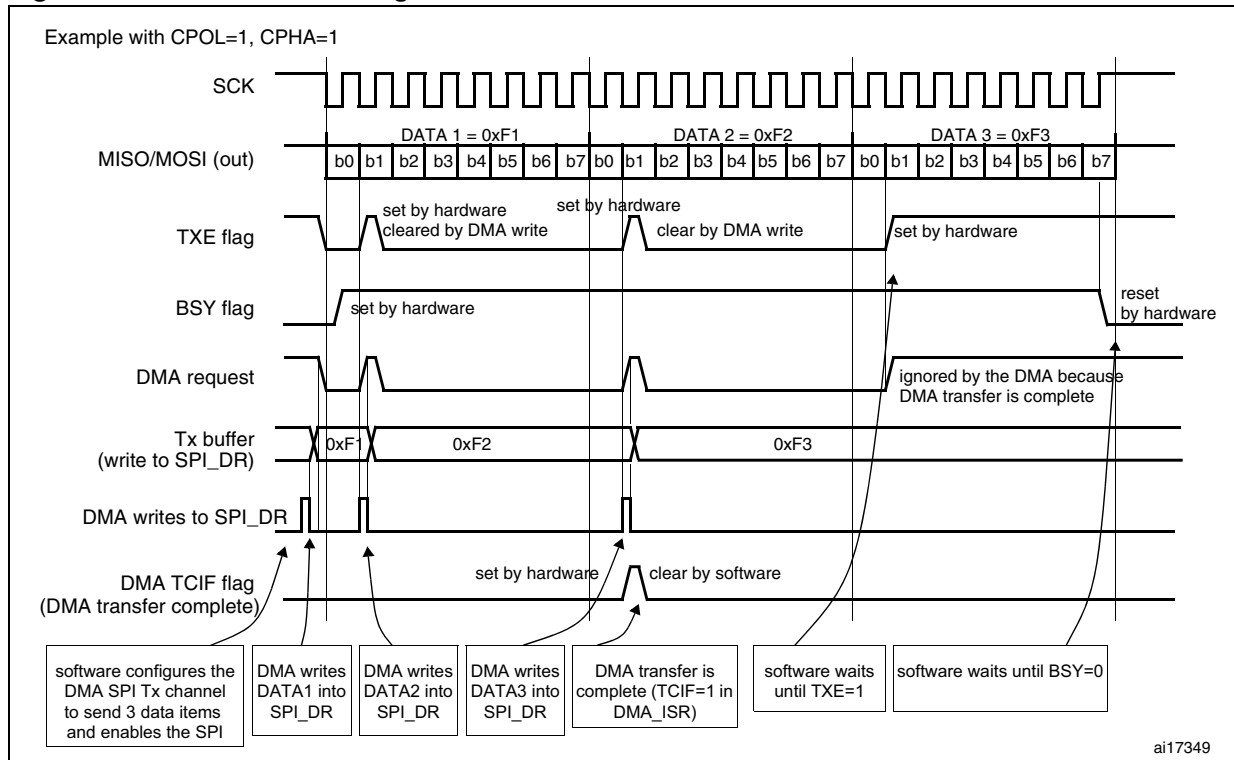 Example with CPOL=1, CPHA=1
SCK
DATA 1 = 0xF1
DATA 2 = 0xF2
DATA 3 = 0xF3
MISO/MOSI (out)
b0 b1 b2 b3 b4 b5 b6 b7 b0 b1 b2 b3 b4 b5 b6 b7 b0 b1 b2 b3 b4 b5 b6 b7
TXE flag
set by hardware
cleared by DMA write
set by hardware
clear by DMA write
set by hardware
BSY flag
set by hardware
reset
by hardware
DMA request
ignored by the DMA because
DMA transfer is complete
Tx buffer
(write to SPI_DR)
0xF1
0xF2
0xF3
DMA writes to SPI_DR
DMA TCIF flag
(DMA transfer complete)
set by hardware
clear by software
software configures the
DMA SPI Tx channel
to send 3 data items
and enables the SPI
DMA writes
DATA1 into
SPI_DR
DMA writes
DATA2 into
SPI_DR
DMA writes
DATA3 into
SPI_DR
DMA transfer is
complete (TCIF=1 in
DMA_ISR)
software waits
until TXE=1
software waits until BSY=0
ai17349